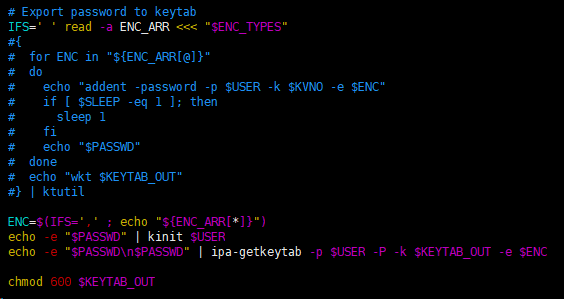 # Export password to keytab
IFS=' ' read -a ENC_ARR <<< "$ENC_TYPES"
#{
#  for ENC in "${ENC_ARR[@]}"
#  do
#    echo "addent -password -p $USER -k $KVNO -e $ENC"
#    if [ $SLEEP -eq 1 ]; then
#      sleep 1
#    fi
#    echo "$PASSWD"
#  done
#  echo "wkt $KEYTAB_OUT"
#} | ktutil

ENC=$(IFS=',' ; echo "${ENC_ARR[*]}")
echo -e "$PASSWD" | kinit $USER
echo -e "$PASSWD\n$PASSWD" | ipa-getkeytab -p $USER -P -k $KEYTAB_OUT -e $ENC

chmod 600 $KEYTAB_OUT